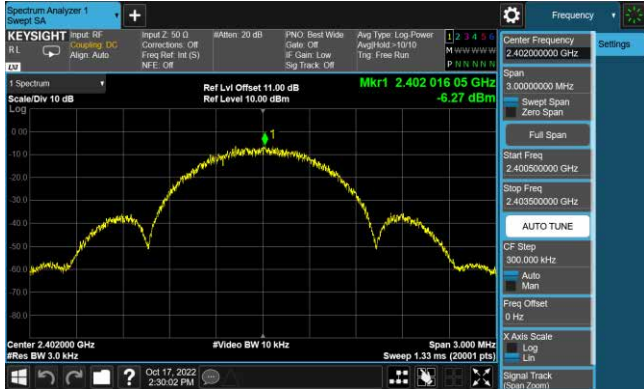 Spectrum Analyzer 1
Swept SA
Frequency
KEYSIGHT
Input: RF
Coupling: DC
Align: Auto
Input Z: 50 Ω
Corrections: Off
Freq Ref: Int (S)
NFE: Off
#Atten: 20 dB
PNO: Best Wide
Gate: Off
IF Gain: Low
Sig Track: Off
Avg Type: Log-Power
Avg|Hold:>10/10
Trig: Free Run
1 2 3 4 5 6
M W W W W W
P N N N N N
R L
LXI
1 Spectrum
Scale/Div 10 dB
Log
Ref Lvl Offset 11.00 dB
Ref Level 10.00 dBm
Mkr1 2.402 016 05 GHz
-6.27 dBm
1
0.00
-10.0
-20.0
-30.0
-40.0
-50.0
-60.0
-70.0
-80.0
Center 2.402000 GHz
#Res BW 3.0 kHz
#Video BW 10 kHz
Span 3.000 MHz
Sweep 1.33 ms (20001 pts)
Oct 17, 2022
2:30:02 PM
Center Frequency
2.402000000 GHz
Settings
Span
3.00000000 MHz
Swept Span
Zero Span
Full Span
Start Freq
2.400500000 GHz
Stop Freq
2.403500000 GHz
AUTO TUNE
CF Step
300.000 kHz
Auto
Man
Freq Offset
0 Hz
X Axis Scale
Log
Lin
Signal Track
(Span Zoom)